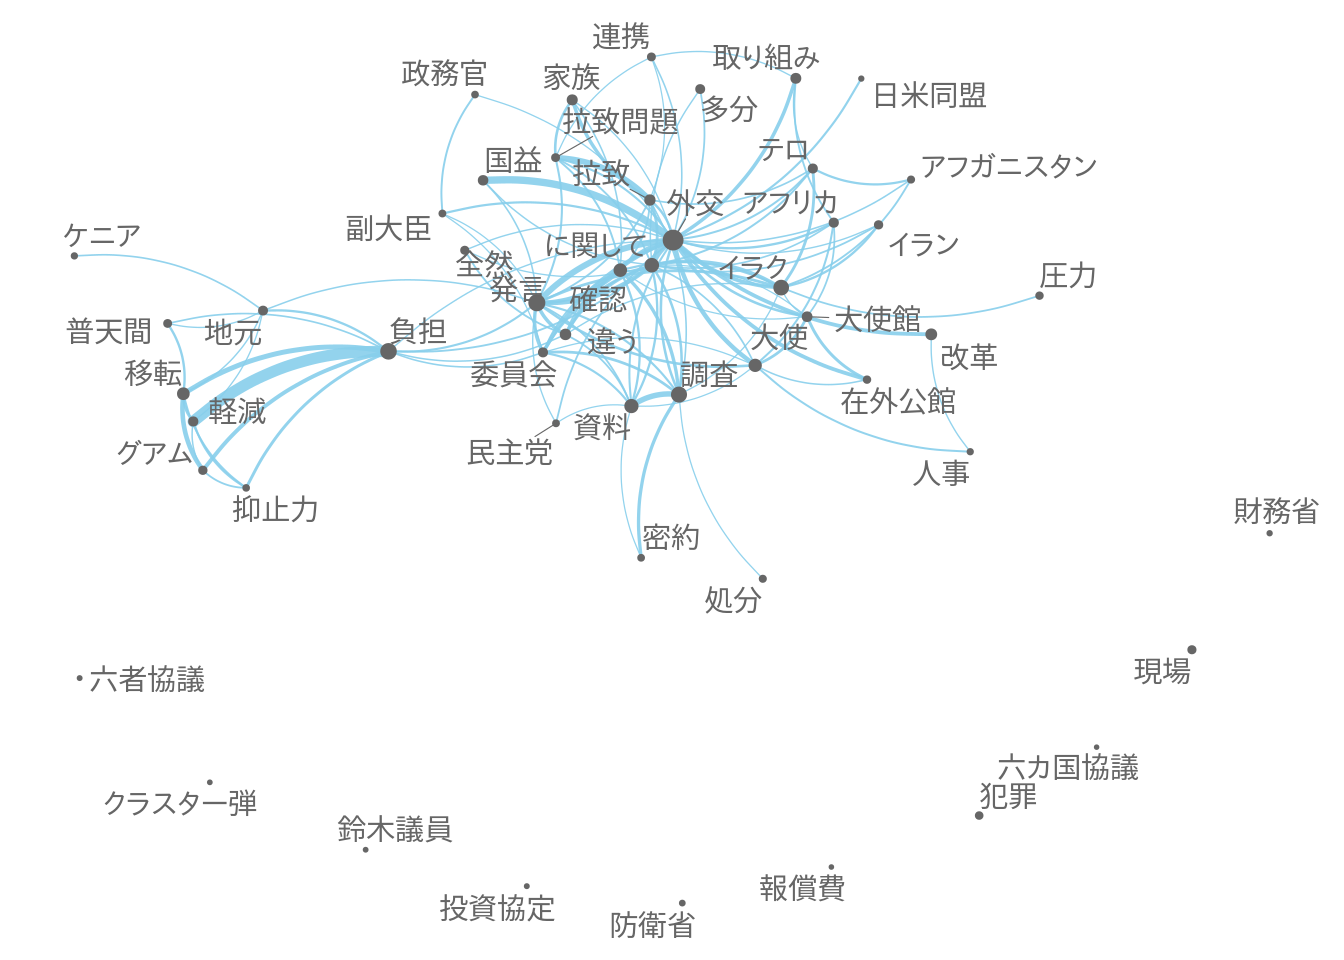 連携
取り組み
政務官
家族
日米同盟
多分
拉致問題
国益
テロ
アフガニスタン
拉致
外交
アフリカ
副大臣
ケニア
に関して
イラン
全然
イラク
圧力
発言
確認
普天間
地元
負担
違う
大使
大使館
改革
移転
委員会
調査
軽減
在外公館
資料
グアム
民主党
人事
抑止力
財務省
密約
処分
現場
六者協議
六カ国協議
犯罪
クラスター弾
鈴木議員
報償費
投資協定
防衛省